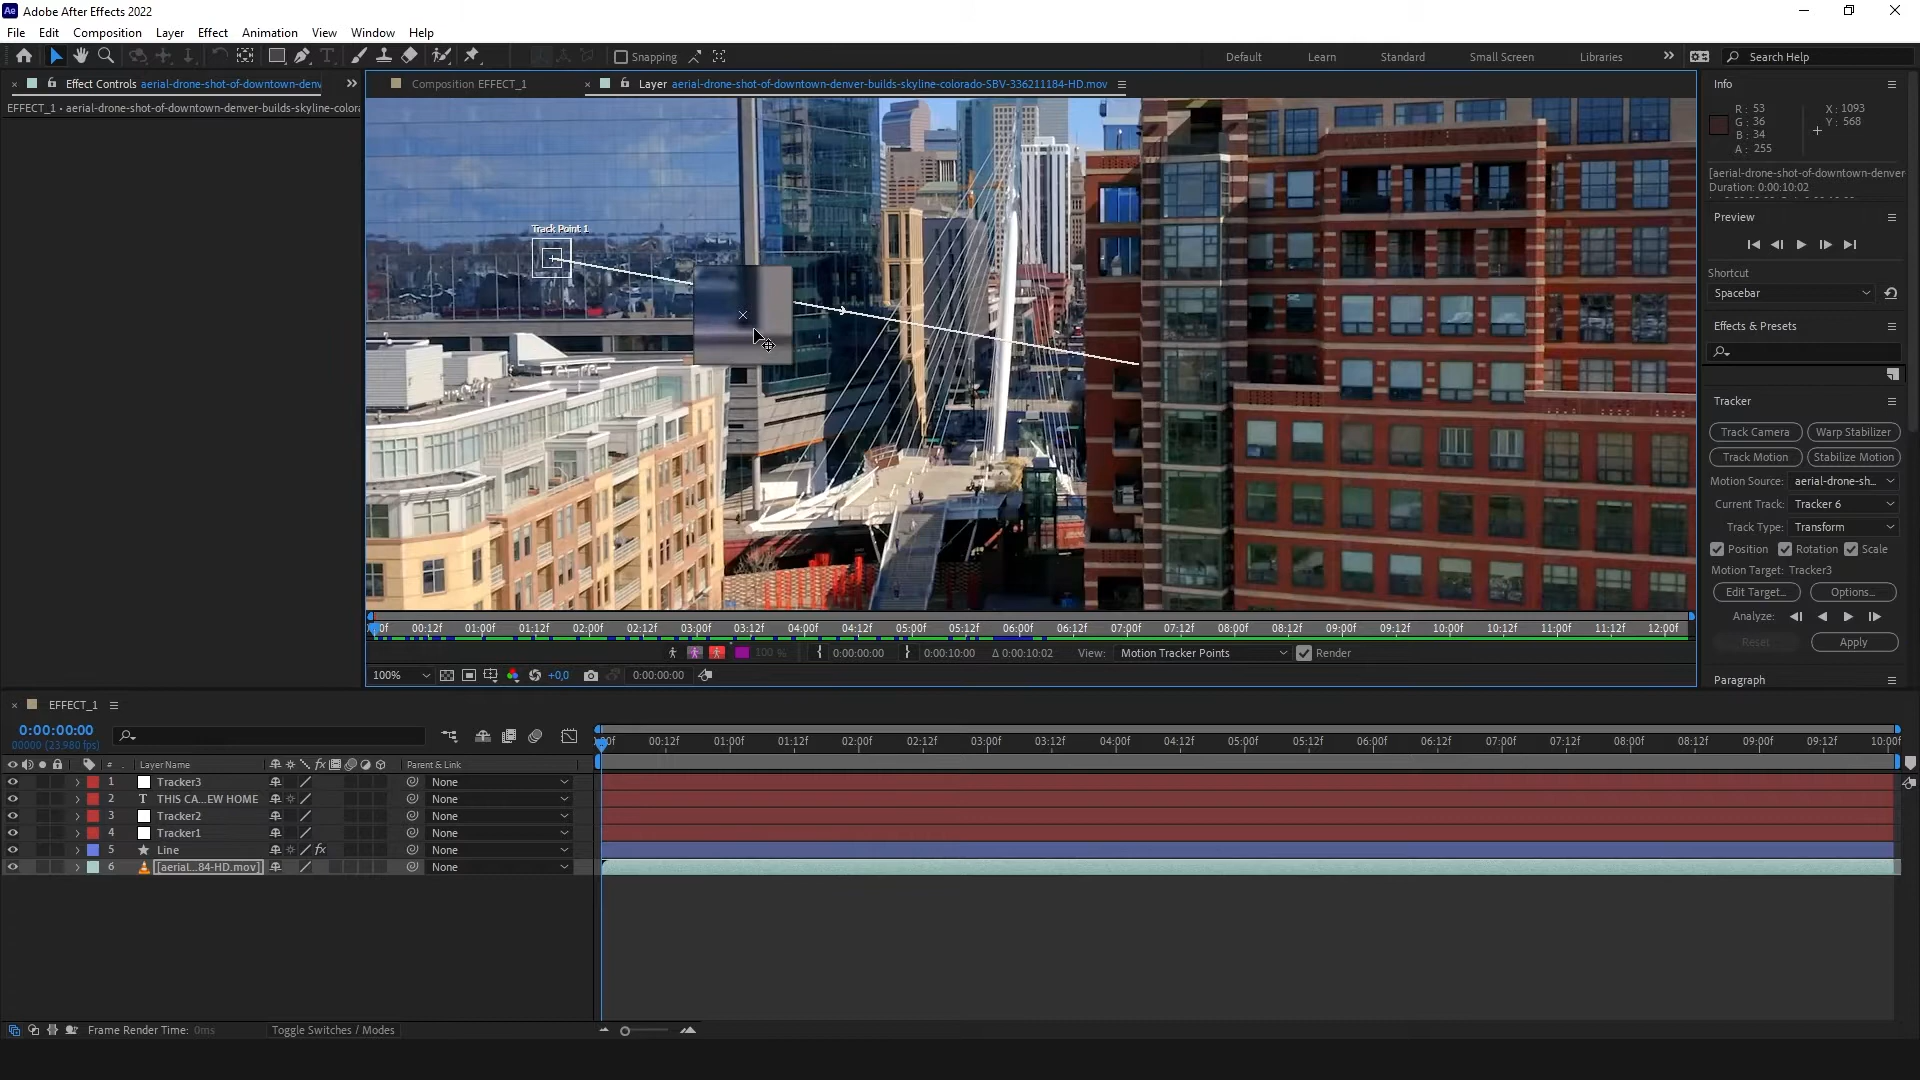 Ae Adobe After Effects 2022
File Edit Composition Layer Effect Animation View Window Help
Snapping Default Learn Standard Small Screen Libraries Search Help
Effect Controls aerial-drone-shot-of-downtown-denv
EFFECT_1 • aerial-drone-shot-of-downtown-denver-builds-skyline-colora
Composition EFFECT_1 Layer aerial-drone-shot-of-downtown-denver-builds-skyline-colorado-SBV-336211184-HD.mov
Track Point 1
Info
R : 53 X : 1093
G : 36 Y : 568
B : 34
A : 255
[aerial-drone-shot-of-downtown-denver-
Duration: 0:00:10:02
Preview
Shortcut
Spacebar
Effects & Presets
Tracker
Track Camera Warp Stabilizer
Track Motion Stabilize Motion
Motion Source: aerial-drone-sh...
Current Track: Tracker 6
Track Type: Transform
Position Rotation Scale
Motion Target: Tracker3
Edit Target... Options...
Analyze:
Reset Apply
Paragraph
00:12f 01:00f 01:12f 02:00f 02:12f 03:00f 03:12f 04:00f 04:12f 05:00f 05:12f 06:00f 06:12f 07:00f 07:12f 08:00f 08:12f 09:00f 09:12f 10:00f 10:12f 11:00f 11:12f 12:00f
100 % 0:00:00:00 0:00:10:00 Δ 0:00:10:02 View: Motion Tracker Points Render
100% +0,0 0:00:00:00
EFFECT_1
0:00:00:00
00000 (23.980 fps)
00:12f 01:00f 01:12f 02:00f 02:12f 03:00f 03:12f 04:00f 04:12f 05:00f 05:12f 06:00f 06:12f 07:00f 07:12f 08:00f 08:12f 09:00f 09:12f 10:00f
# Layer Name fx Parent & Link
1 Tracker3 None
2 T THIS CA...EW HOME None
3 Tracker2 None
4 Tracker1 None
5 Line fx None
6 [aerial...84-HD.mov] None
Frame Render Time: 0ms Toggle Switches / Modes